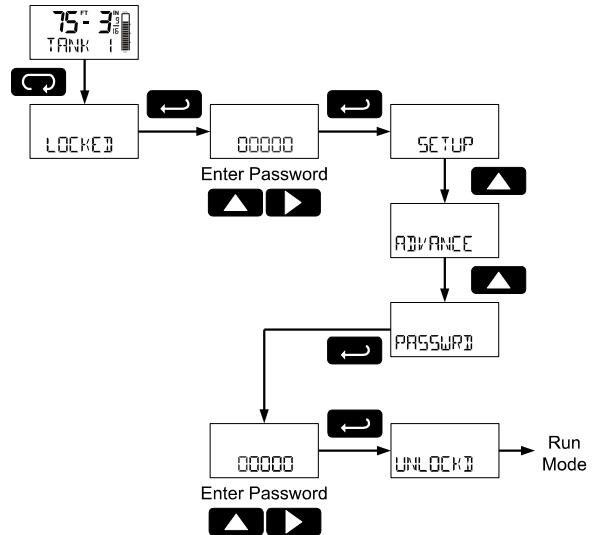 75 FT - 3 9/16 IN
TANK 1
LOCKED
00000
SETUP
Enter Password
ADVANCE
PASSWRD
00000
UNLOCKD
Run
Mode
Enter Password